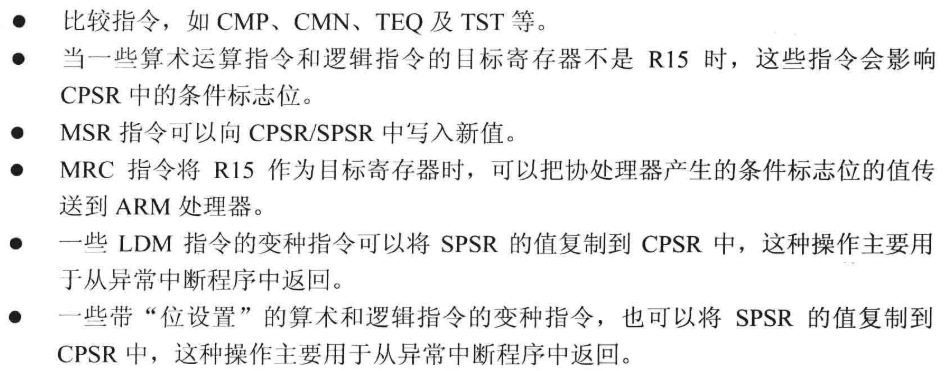 ● 比较指令，如 CMP、CMN、TEQ 及 TST 等。
● 当一些算术运算指令和逻辑指令的目标寄存器不是 R15 时，这些指令会影响
CPSR 中的条件标志位。
● MSR 指令可以向 CPSR/SPSR 中写入新值。
● MRC 指令将 R15 作为目标寄存器时，可以把协处理器产生的条件标志位的值传
送到 ARM 处理器。
● 一些 LDM 指令的变种指令可以将 SPSR 的值复制到 CPSR 中，这种操作主要用
于从异常中断程序中返回。
● 一些带“位设置”的算术和逻辑指令的变种指令，也可以将 SPSR 的值复制到
CPSR 中，这种操作主要用于从异常中断程序中返回。